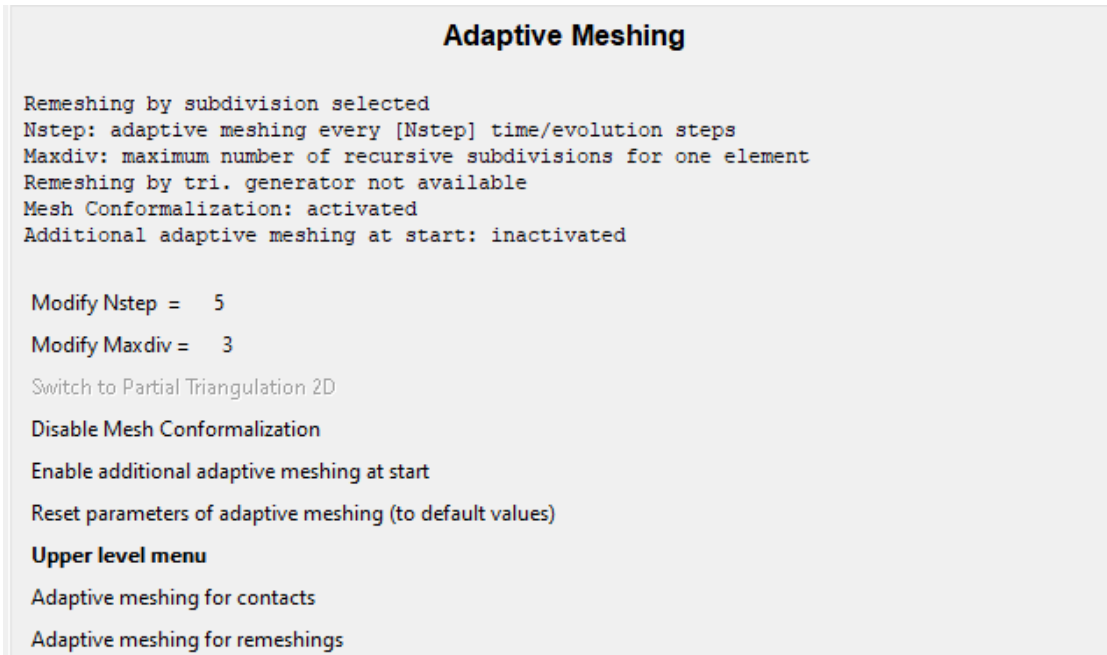 Adaptive Meshing
Remeshing by subdivision selected
Nstep: adaptive meshing every [Nstep] time/evolution steps
Maxdiv: maximum number of recursive subdivisions for one element
Remeshing by tri. generator not available
Mesh Conformalization: activated
Additional adaptive meshing at start: inactivated
Modify Nstep = 5
Modify Maxdiv = 3
Switch to Partial Triangulation 2D
Disable Mesh Conformalization
Enable additional adaptive meshing at start
Reset parameters of adaptive meshing (to default values)
Upper level menu
Adaptive meshing for contacts
Adaptive meshing for remeshings